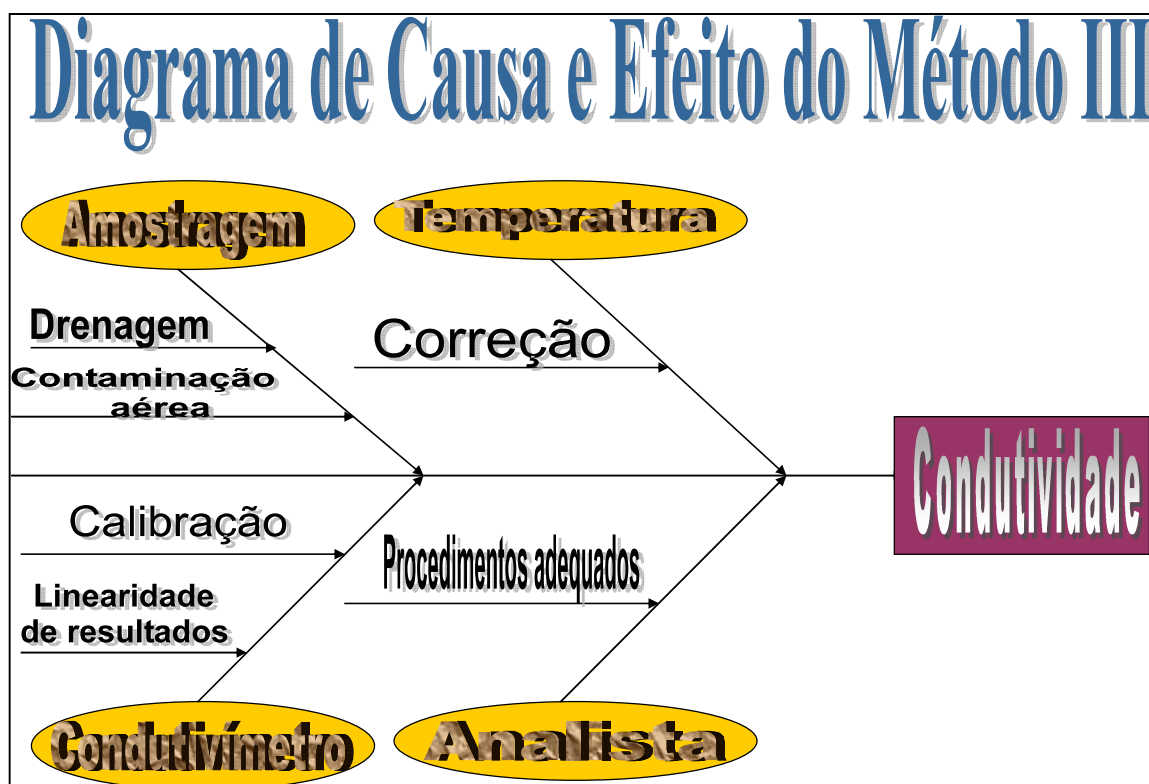 Diagrama de Causa e Efeito do Método III
Amostragem
Temperatura
Drenagem
Correção
Contaminação
aérea
Condutividade
Calibração
Procedimentos adequados
Linearidade
de resultados
Condutivímetro
Analista